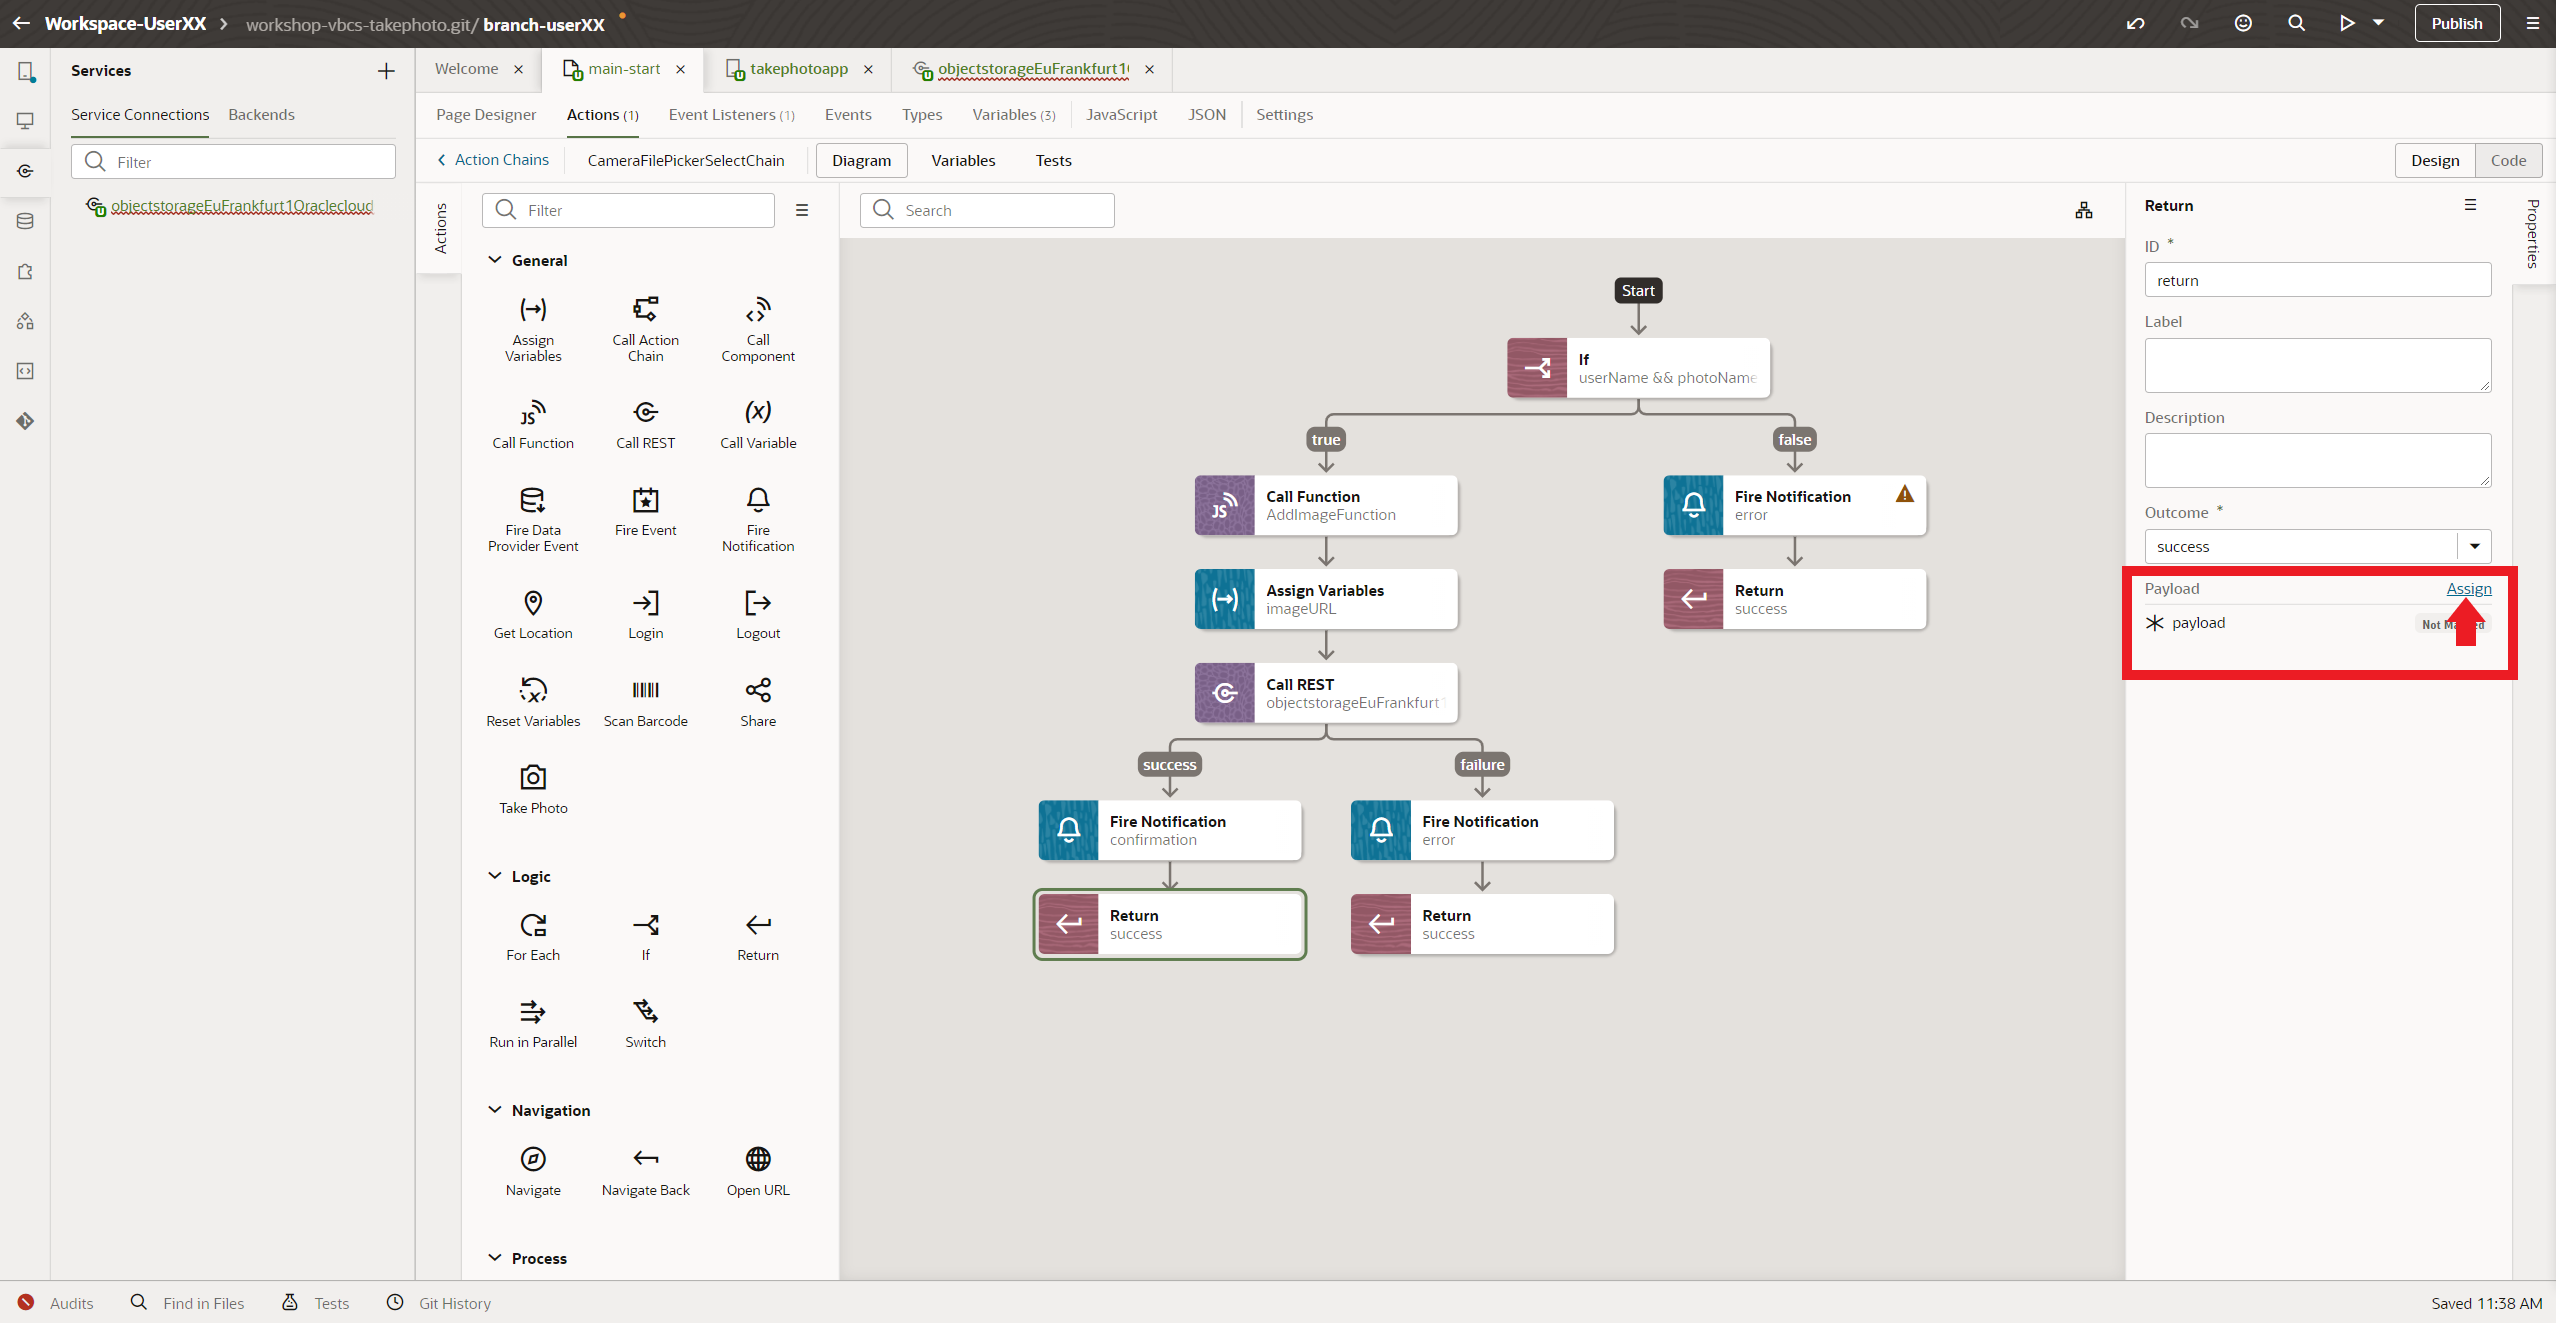 Workspace-UserXX > workshop-vbcs-takephoto.git/ branch-userXX
Publish
Services
Service Connections Backends
Filter
objectstorageEuFrankfurt1Oraclecloud
Welcome
main-start
takephotoapp
objectstorageEuFrankfurt1
Page Designer
Actions (1)
Event Listeners (1)
Events
Types
Variables (3)
JavaScript
JSON
Settings
Action Chains
CameraFilePickerSelectChain
Diagram
Variables
Tests
Design
Code
Actions
Filter
General
Assign Variables
Call Action Chain
Call Component
Call Function
Call REST
Call Variable
Fire Data Provider Event
Fire Event
Fire Notification
Get Location
Login
Logout
Reset Variables
Scan Barcode
Share
Take Photo
Logic
For Each
If
Return
Run in Parallel
Switch
Navigation
Navigate
Navigate Back
Open URL
Process
Search
Start
If
userName && photoName
true
false
Call Function
AddImageFunction
Fire Notification
error
Assign Variables
imageURL
Return
success
Call REST
objectstorageEuFrankfurt1
success
failure
Fire Notification
confirmation
Fire Notification
error
Return
success
Return
success
Properties
Return
ID *
return
Label
Description
Outcome *
success
Payload
Assign
payload
Not
Audits
Find in Files
Tests
Git History
Saved 11:38 AM